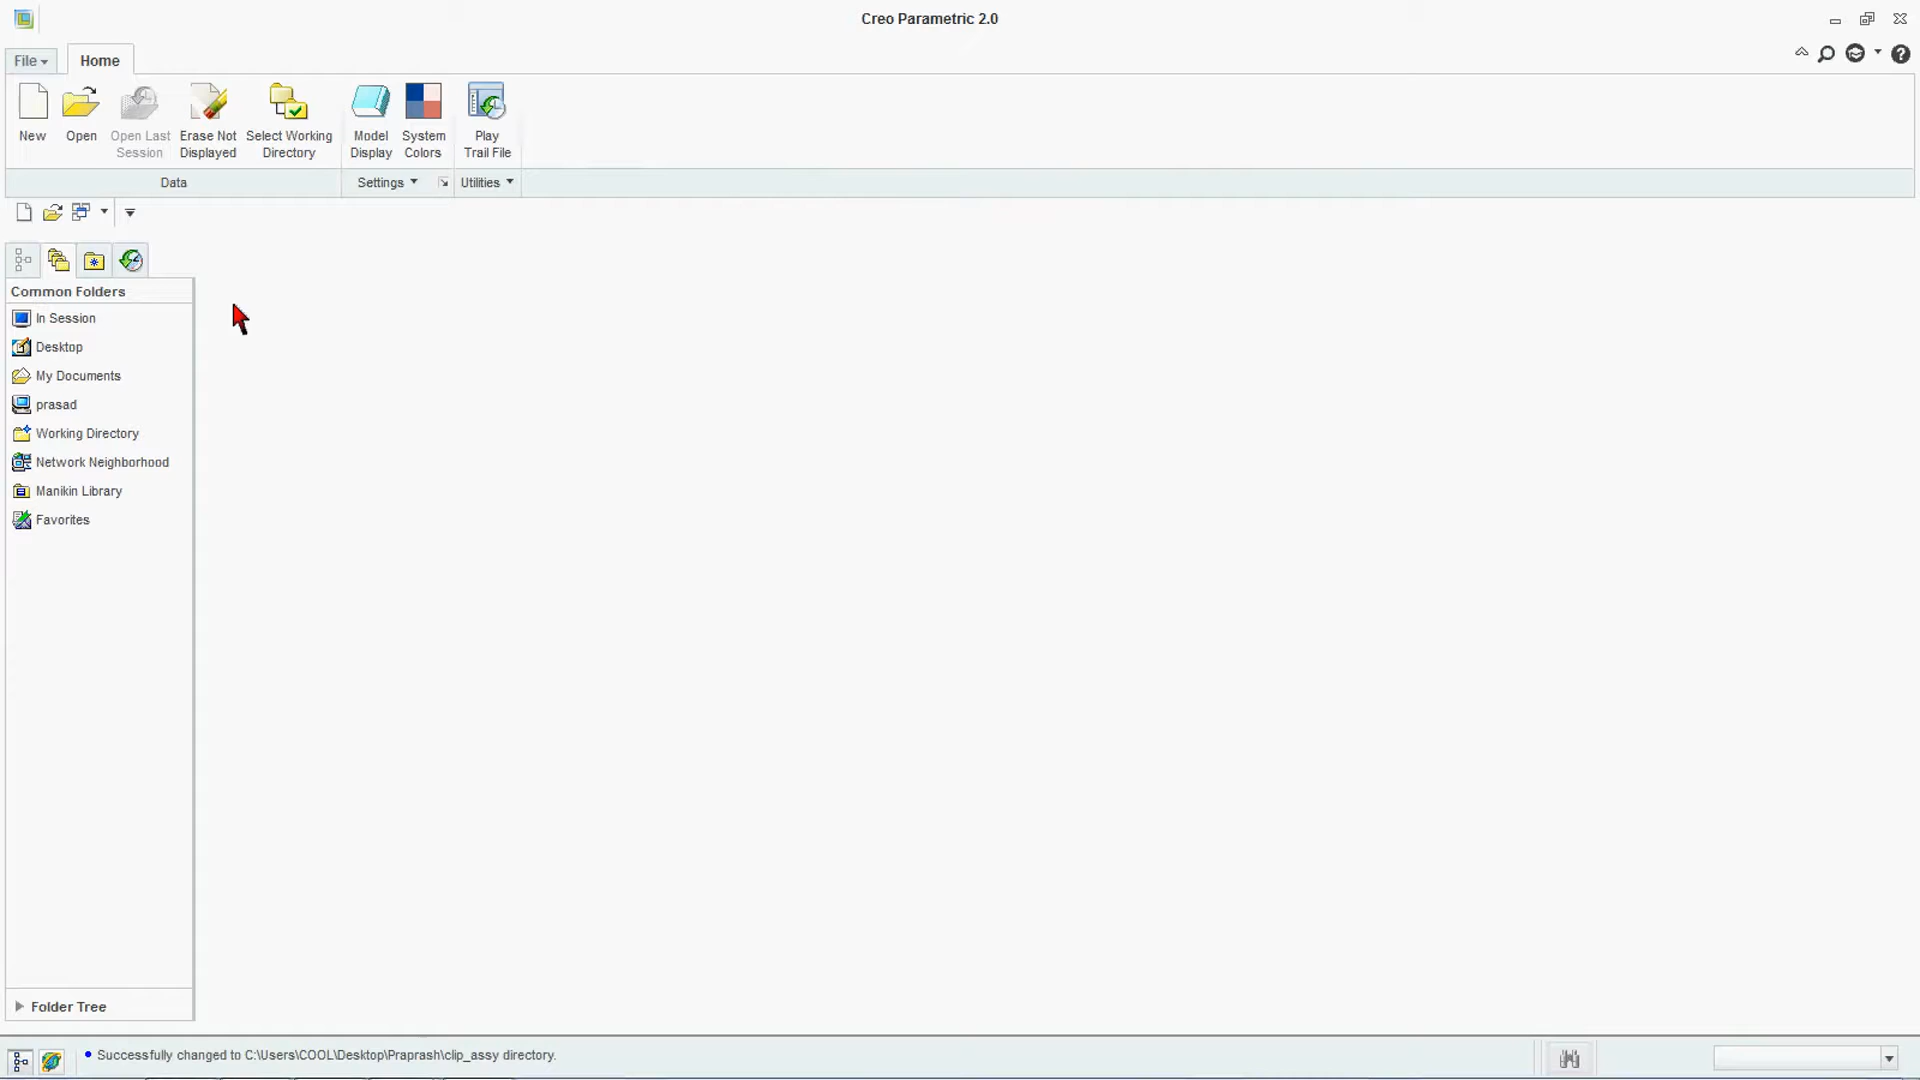 Creo Parametric 2.0
File
Home
New
Open
Open Last
Session
Erase Not
Displayed
Select Working
Directory
Model
Display
System
Colors
Play
Trail File
Data
Settings
Utilities
Common Folders
In Session
Desktop
My Documents
prasad
Working Directory
Network Neighborhood
Manikin Library
Favorites
Folder Tree
Successfully changed to C:\Users\COOL\Desktop\Praprash\clip_assy directory.